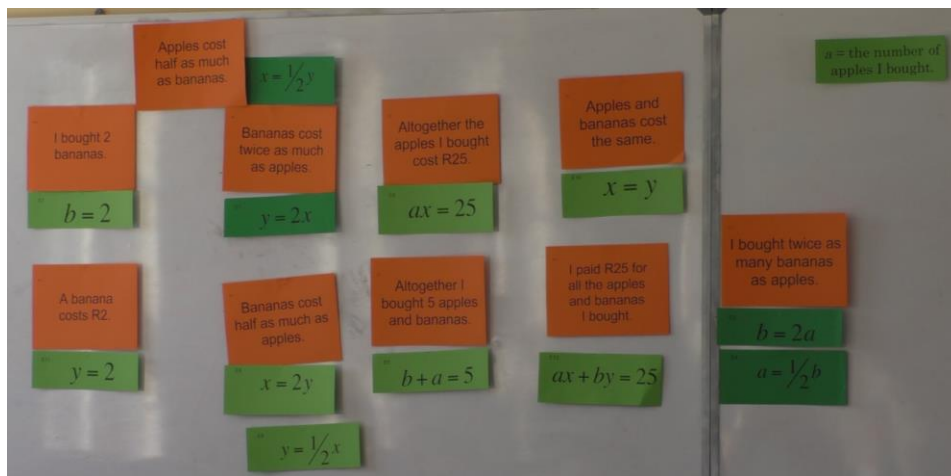 Apples cost
half as much
as bananas.
x = 1/2 y
a = the number of
apples I bought.
I bought 2
bananas.
b = 2
Bananas cost
twice as much
as apples.
y = 2x
Altogether the
apples I bought
cost R25.
ax = 25
Apples and
bananas cost
the same.
x = y
A banana
costs R2.
y = 2
Bananas cost
half as much as
apples.
x = 2y
y = 1/2 x
Altogether I
bought 5 apples
and bananas.
b + a = 5
I paid R25 for
all the apples
and bananas
I bought.
ax + by = 25
I bought twice as
many bananas
as apples.
b = 2a
a = 1/2 b